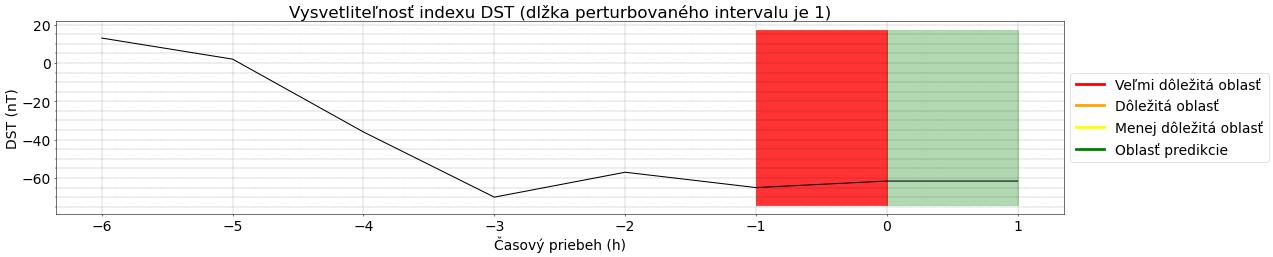 Vysvetliteľnosť indexu DST (dlžka perturbovaného intervalu je 1)
20
0
−20
−40
−60
DST (nT)
−6 −5 −4 −3 −2 −1 0 1
Časový priebeh (h)
Veľmi dôležitá oblasť
Dôležitá oblasť
Menej dôležitá oblasť
Oblasť predikcie